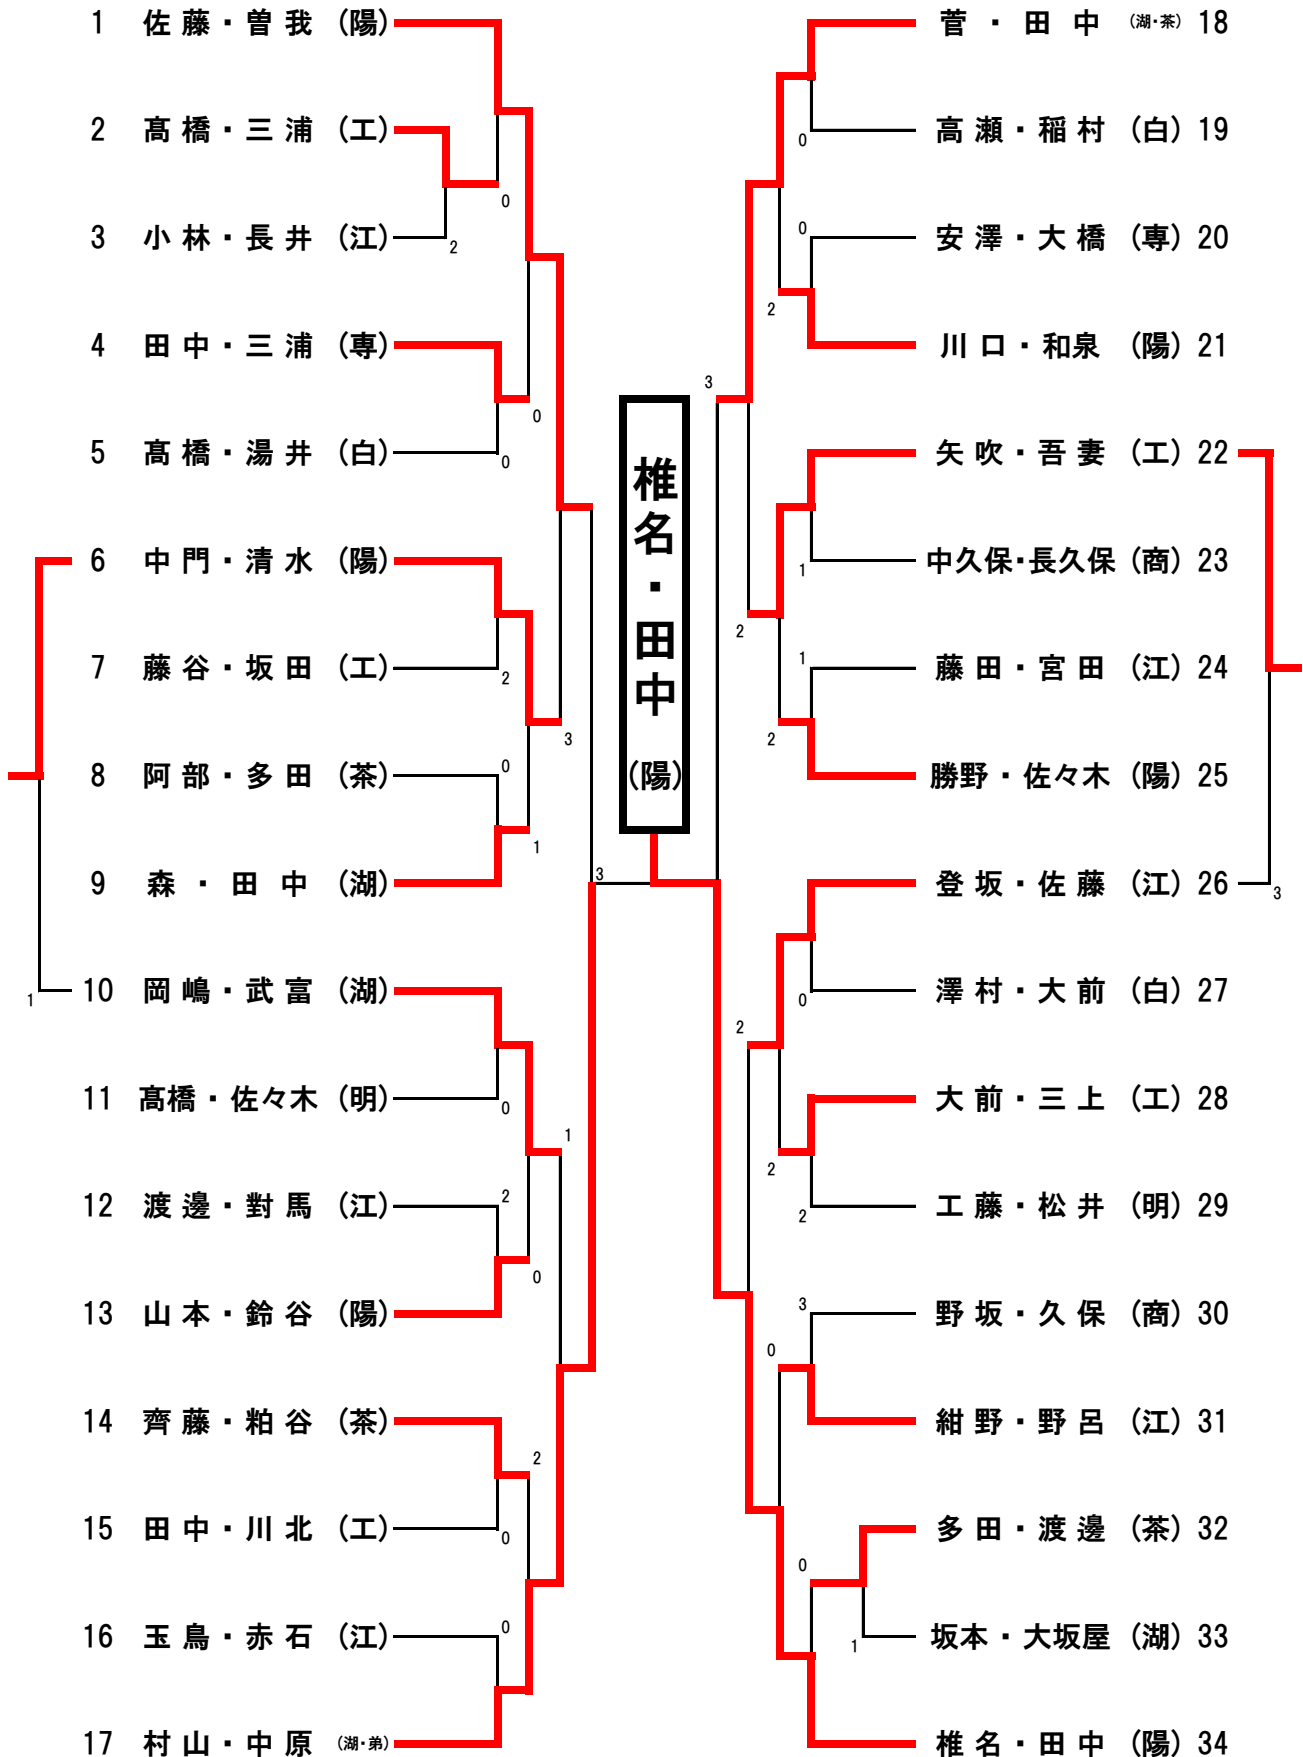 1 佐藤・曽我 (陽)
2 髙橋・三浦 (工)
0
3 小林・長井 (江)
2
4 田中・三浦 (専)
0
5 髙橋・湯井 (白)
0
6 中門・清水 (陽)
7 藤谷・坂田 (工)
2
3
8 阿部・多田 (茶)
0
1
9 森・田中 (湖)
3
10 岡嶋・武富 (湖)
1
11 髙橋・佐々木 (明)
0
1
12 渡邊・對馬 (江)
2
0
13 山本・鈴谷 (陽)
14 齊藤・粕谷 (茶)
2
15 田中・川北 (工)
0
16 玉鳥・赤石 (江)
0
17 村山・中原 (湖・弟)
椎名・田中
(陽)
菅・田中 (湖・茶) 18
高瀬・稲村 (白) 19
0
安澤・大橋 (専) 20
0
2
川口・和泉 (陽) 21
3
矢吹・吾妻 (工) 22
中久保・長久保 (商) 23
1
2
藤田・宮田 (江) 24
1
2
勝野・佐々木 (陽) 25
登坂・佐藤 (江) 26
3
澤村・大前 (白) 27
0
2
大前・三上 (工) 28
2
工藤・松井 (明) 29
2
野坂・久保 (商) 30
3
0
紺野・野呂 (江) 31
多田・渡邊 (茶) 32
0
坂本・大坂屋 (湖) 33
1
椎名・田中 (陽) 34